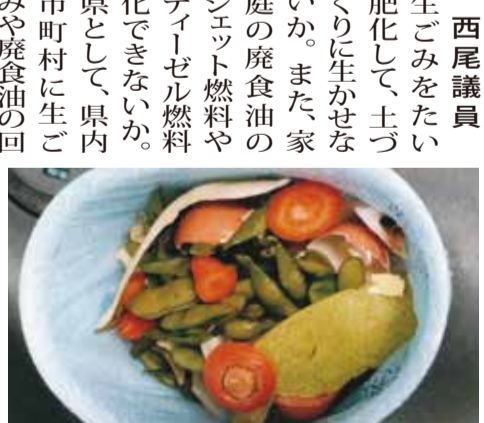 西尾議員
生ごみをたい
肥化して、土づ
くりに生かせな
いか。また、家
庭の廃食油の
ジェット燃料や
ディーゼル燃料
化できないか。
県として、県内
市町村に生ご
みや廃食油の回